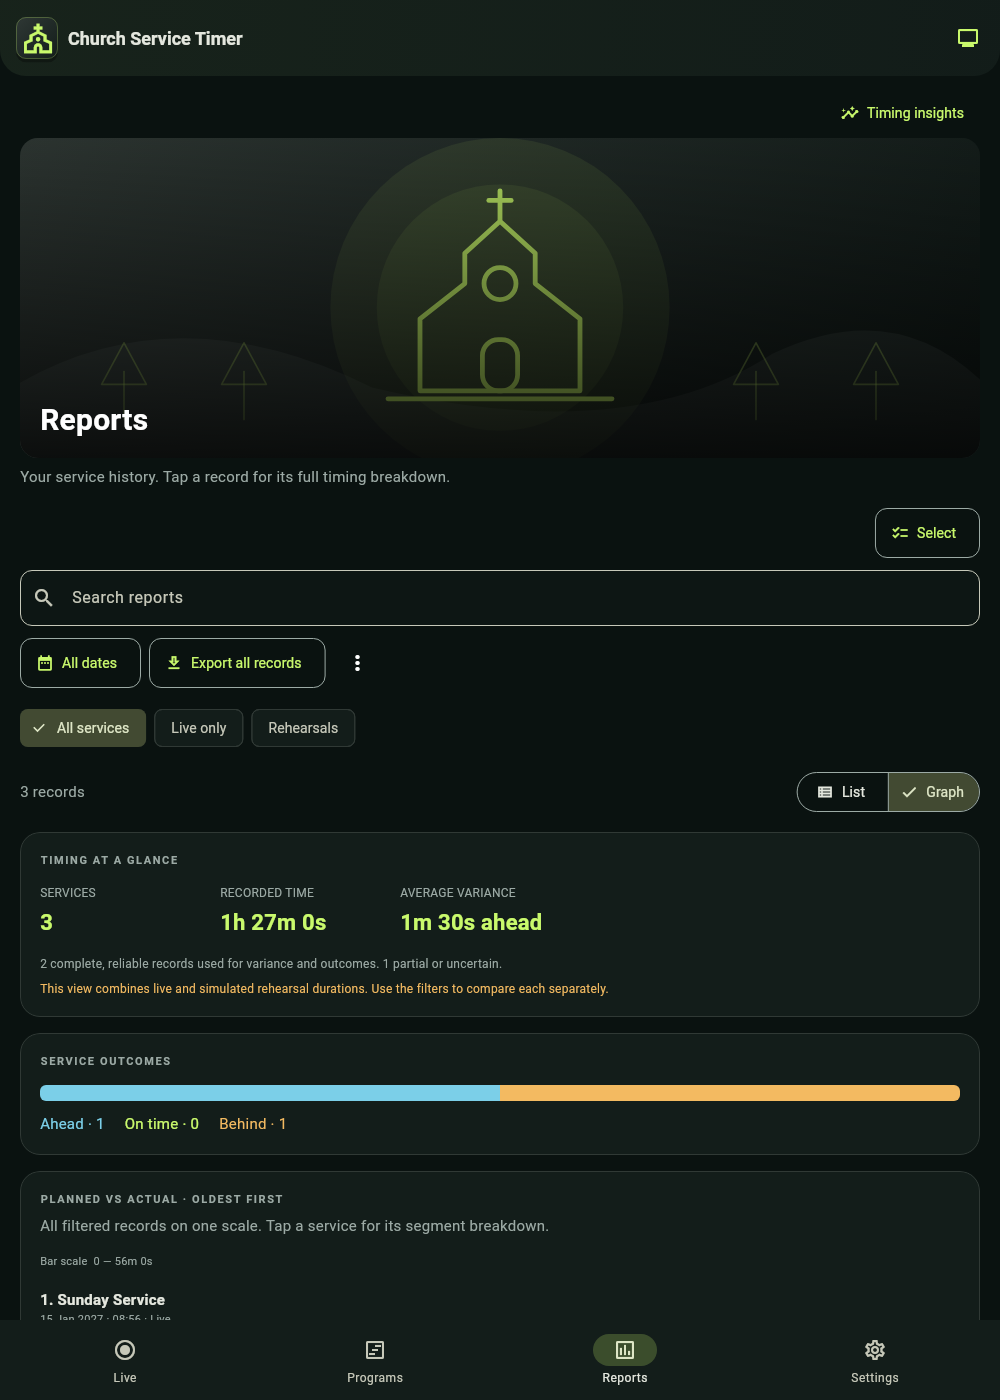 Church Service Timer
Timing insights
Reports
Your service history. Tap a record for its full timing breakdown.
Select
Search reports
All dates
Export all records
All services
Live only
Rehearsals
3 records
List
Graph
TIMING AT A GLANCE
SERVICES
RECORDED TIME
AVERAGE VARIANCE
3
1h 27m 0s
1m 30s ahead
2 complete, reliable records used for variance and outcomes. 1 partial or uncertain.
This view combines live and simulated rehearsal durations. Use the filters to compare each separately.
SERVICE OUTCOMES
Ahead · 1
On time · 0
Behind · 1
PLANNED VS ACTUAL · OLDEST FIRST
All filtered records on one scale. Tap a service for its segment breakdown.
Bar scale 0 — 56m 0s
1. Sunday Service
15 Jan 2027 · 08:56 · Live
Live
Programs
Reports
Settings